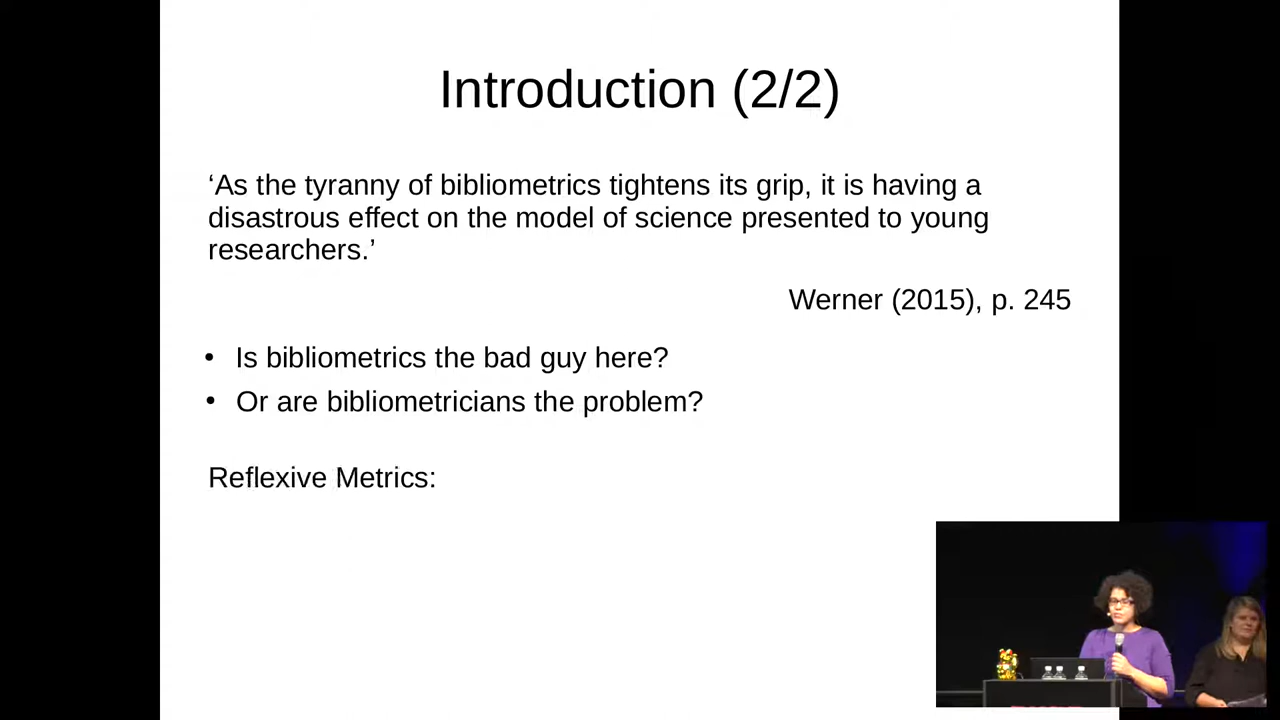 Introduction (2/2)
‘As the tyranny of bibliometrics tightens its grip, it is having a
disastrous effect on the model of science presented to young
researchers.’
Werner (2015), p. 245
• Is bibliometrics the bad guy here?
• Or are bibliometricians the problem?
Reflexive Metrics: